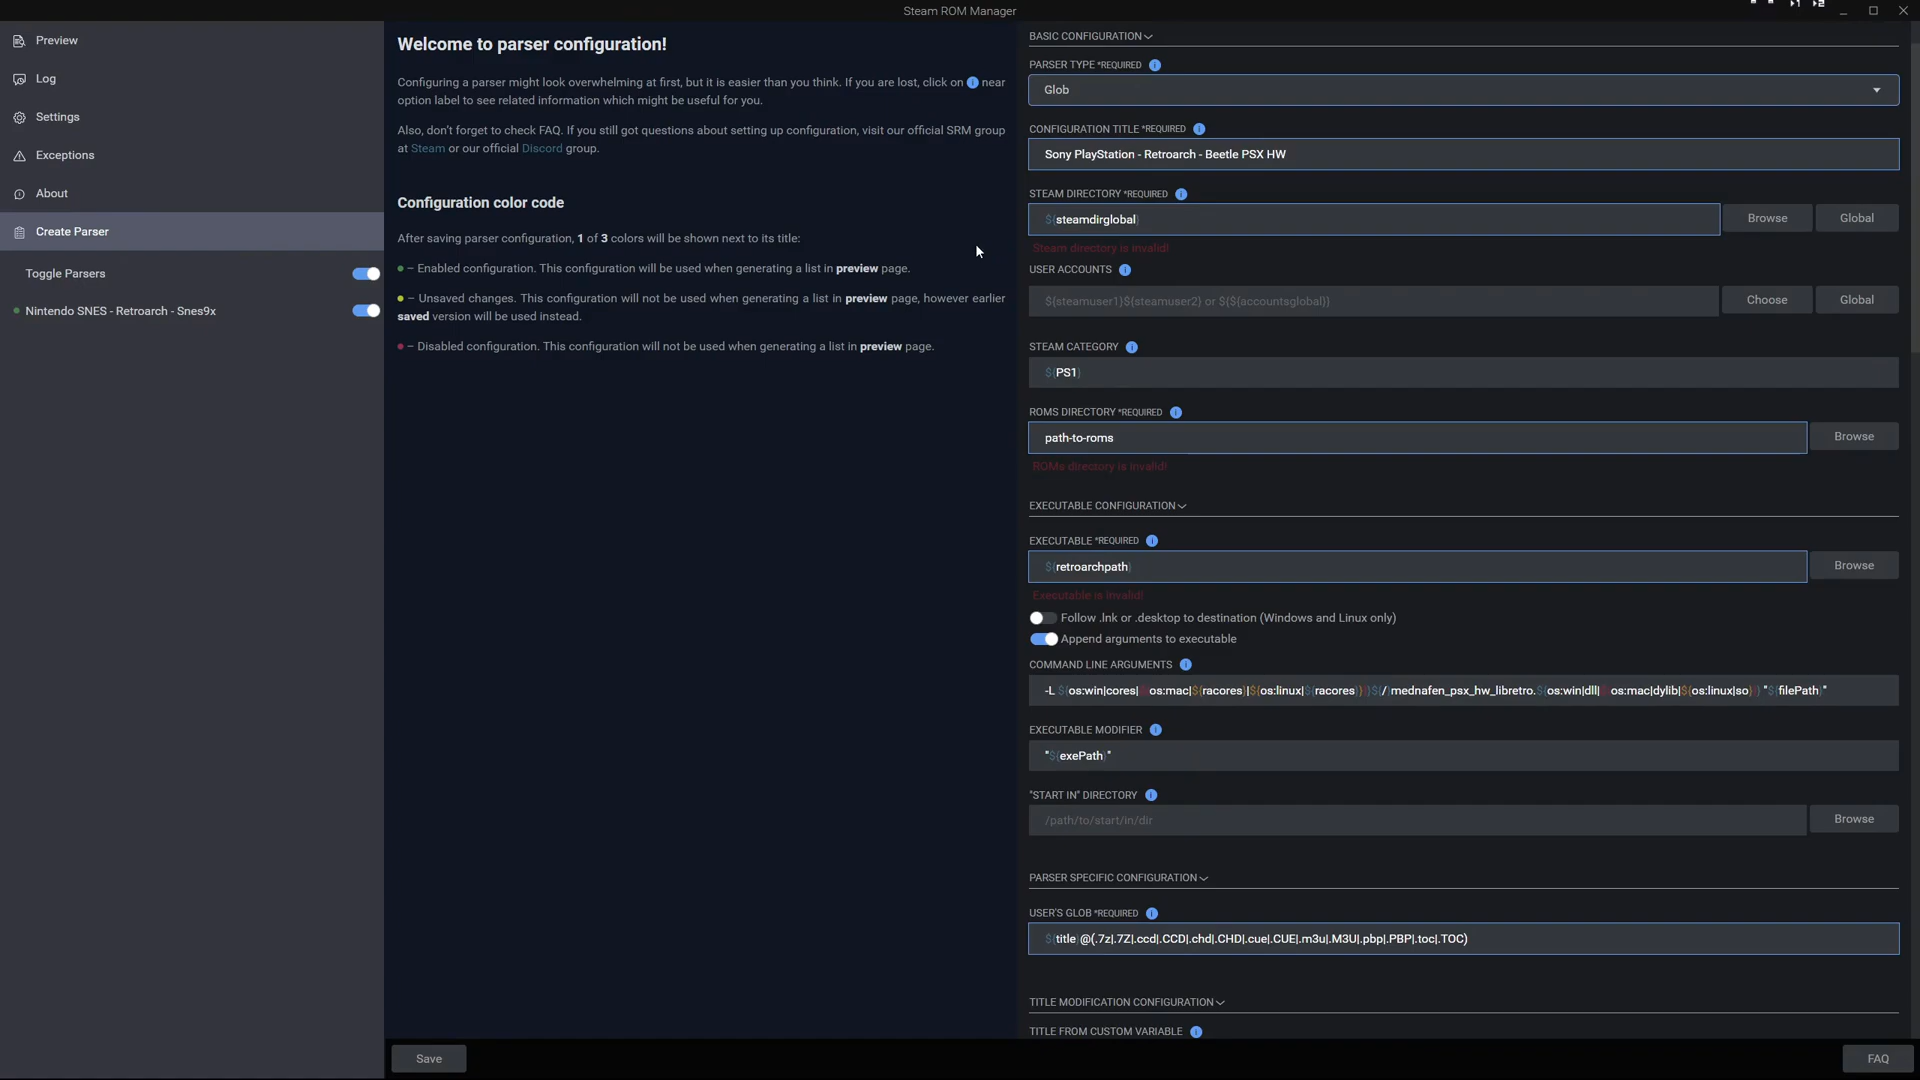 Steam ROM Manager
Preview
Log
Settings
Exceptions
About
Create Parser
Toggle Parsers
Nintendo SNES - Retroarch - Snes9x
Welcome to parser configuration!
Configuring a parser might look overwhelming at first, but it is easier than you think. If you are lost, click on i near
option label to see related information which might be useful for you.
Also, don't forget to check FAQ. If you still got questions about setting up configuration, visit our official SRM group
at Steam or our official Discord group.
Configuration color code
After saving parser configuration, 1 of 3 colors will be shown next to its title:
– Enabled configuration. This configuration will be used when generating a list in preview page.
– Unsaved changes. This configuration will not be used when generating a list in preview page, however earlier
saved version will be used instead.
– Disabled configuration. This configuration will not be used when generating a list in preview page.
Save
BASIC CONFIGURATION
PARSER TYPE *REQUIRED
Glob
CONFIGURATION TITLE *REQUIRED
Sony PlayStation - Retroarch - Beetle PSX HW
STEAM DIRECTORY *REQUIRED
${steamdirglobal}
Browse
Global
Steam directory is invalid!
USER ACCOUNTS
${steamuser1}${steamuser2} or ${${accountsglobal}}
Choose
Global
STEAM CATEGORY
${PS1}
ROMS DIRECTORY *REQUIRED
path-to-roms
Browse
ROMs directory is invalid!
EXECUTABLE CONFIGURATION
EXECUTABLE *REQUIRED
${retroarchpath}
Browse
Executable is invalid!
Follow .lnk or .desktop to destination (Windows and Linux only)
Append arguments to executable
COMMAND LINE ARGUMENTS
-L ${os:win|cores|${os:mac|${racores}|${os:linux|${racores}}}}${/}mednafen_psx_hw_libretro.${os:win|dll|${os:mac|dylib|${os:linux|so}}} "${filePath}"
EXECUTABLE MODIFIER
"${exePath}"
"START IN" DIRECTORY
/path/to/start/in/dir
Browse
PARSER SPECIFIC CONFIGURATION
USER'S GLOB *REQUIRED
${title}@(.7z|.7Z|.ccd|.CCD|.chd|.CHD|.cue|.CUE|.m3u|.M3U|.pbp|.PBP|.toc|.TOC)
TITLE MODIFICATION CONFIGURATION
TITLE FROM CUSTOM VARIABLE
FAQ